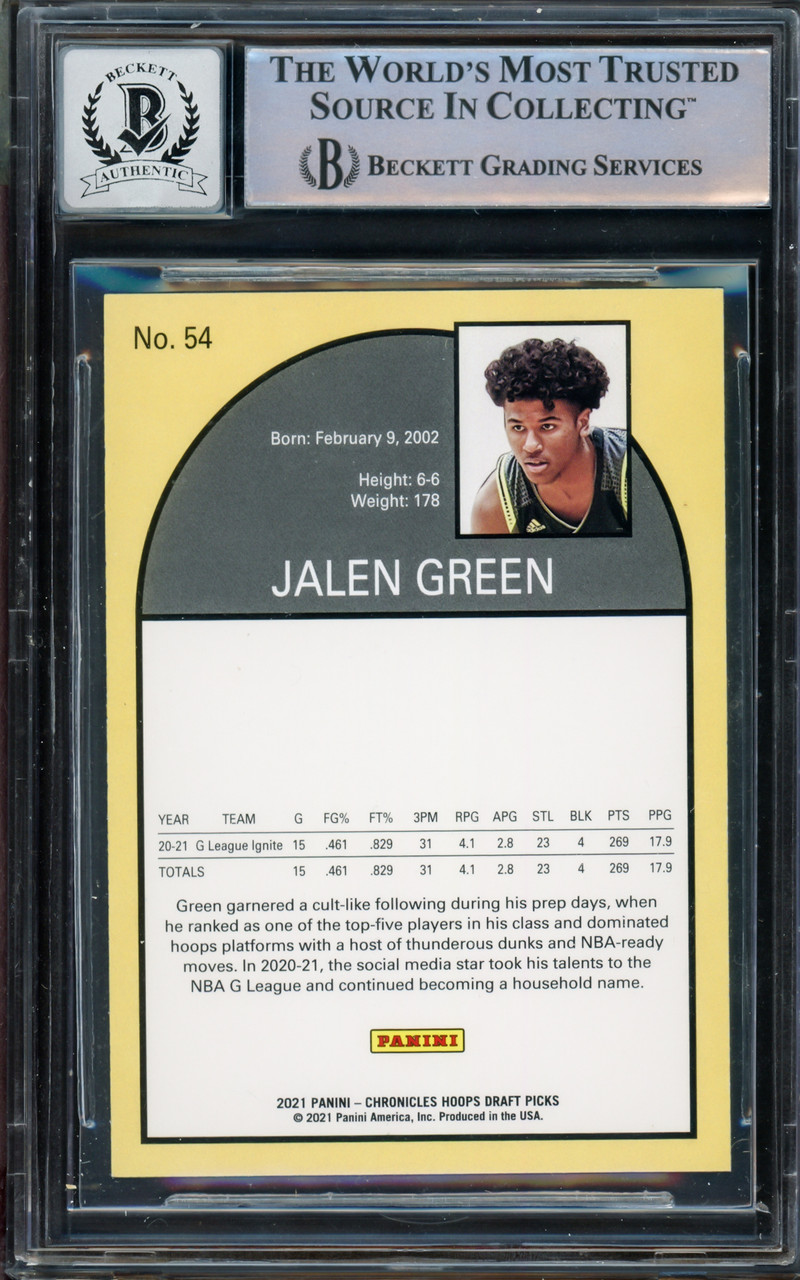 BECKETT
B
AUTHENTIC
THE WORLD'S MOST TRUSTED
SOURCE IN COLLECTING™
B BECKETT GRADING SERVICES
No. 54
Born: February 9, 2002
Height: 6-6
Weight: 178
JALEN GREEN
YEAR TEAM G FG% FT% 3PM RPG APG STL BLK PTS PPG
20-21 G League Ignite 15 .461 .829 31 4.1 2.8 23 4 269 17.9
TOTALS 15 .461 .829 31 4.1 2.8 23 4 269 17.9
Green garnered a cult-like following during his prep days, when
he ranked as one of the top-five players in his class and dominated
hoops platforms with a host of thunderous dunks and NBA-ready
moves. In 2020-21, the social media star took his talents to the
NBA G League and continued becoming a household name.
PANINI
2021 PANINI – CHRONICLES HOOPS DRAFT PICKS
© 2021 Panini America, Inc. Produced in the USA.